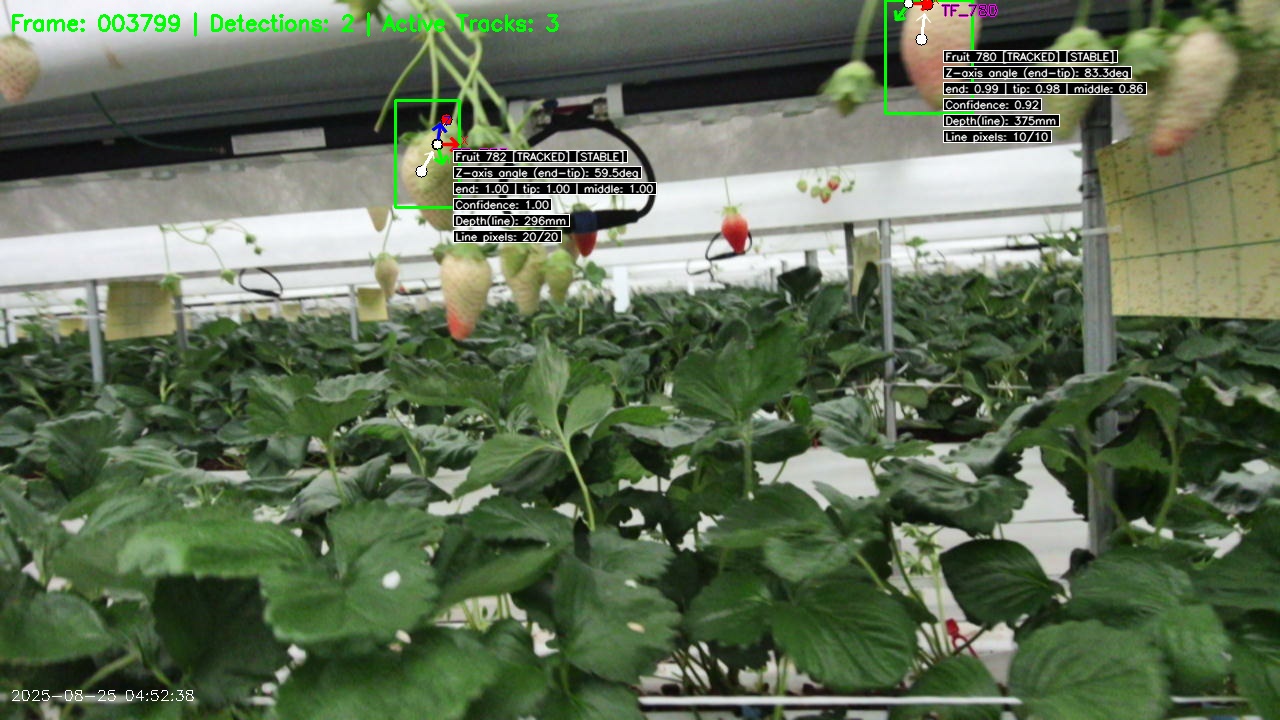 Frame: 003799 | Detections: 2 | Active Tracks: 3
TF_780
Fruit 780 [TRACKED] [STABLE]
Z-axis angle (end-tip): 83.3deg
end: 0.99 | tip: 0.98 | middle: 0.86
Confidence: 0.92
Depth(line): 375mm
Line pixels: 10/10
Fruit 782 [TRACKED] [STABLE]
Z-axis angle (end-tip): 59.5deg
end: 1.00 | tip: 1.00 | middle: 1.00
Confidence: 1.00
Depth(line): 296mm
Line pixels: 20/20
2025-08-25 04:52:38